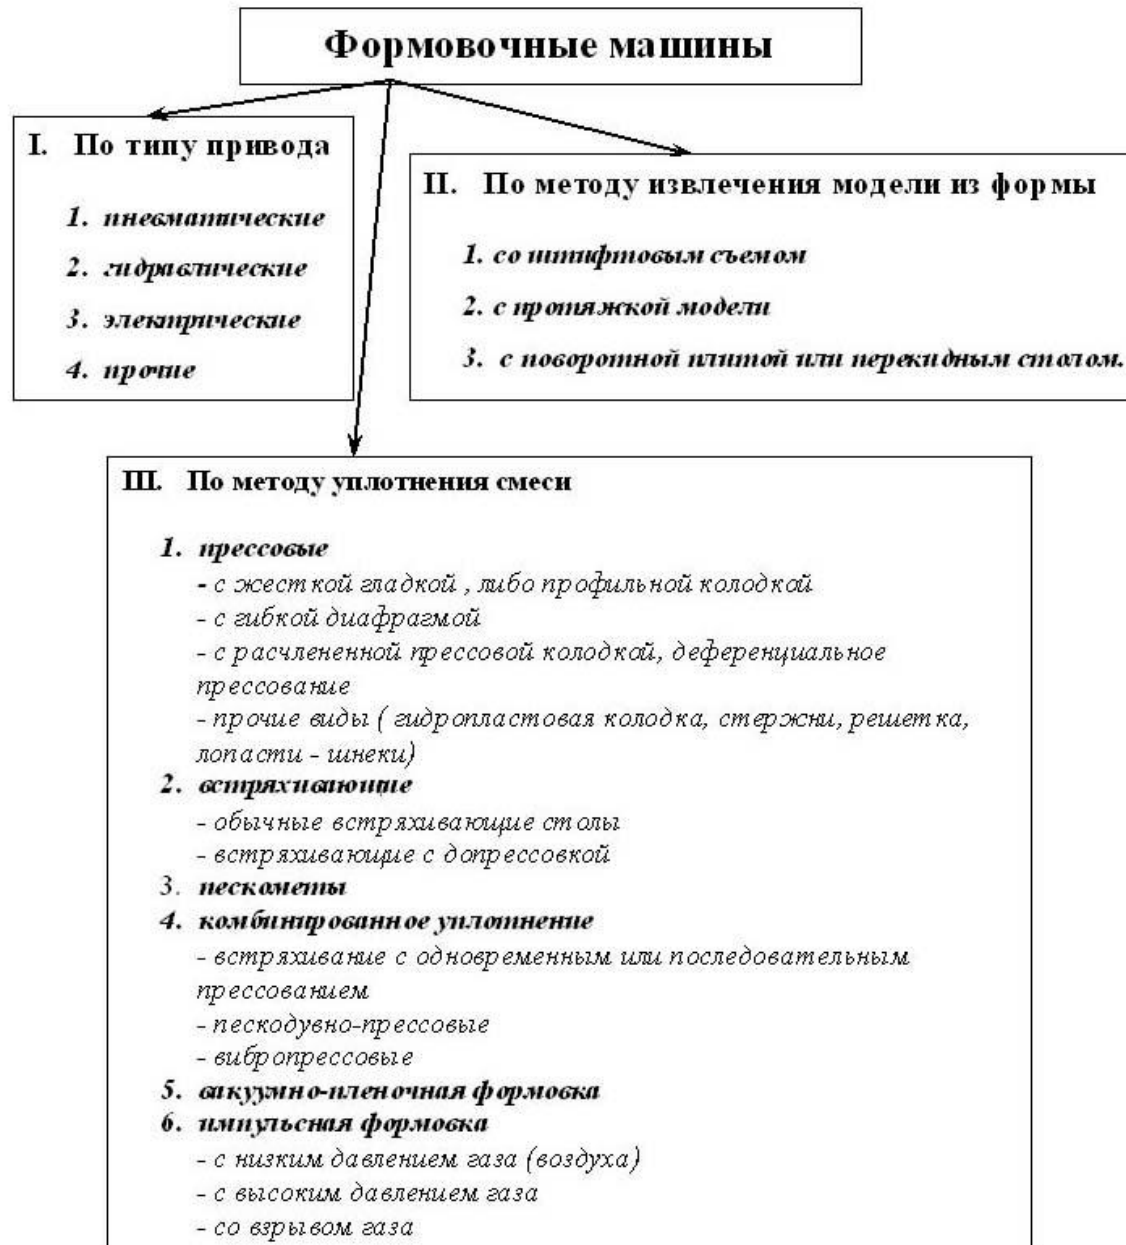 Формовочные машины
I. По типу привода
1. пневматические
2. гидравлические
3. электрические
4. прочие
II. По методу извлечения модели из формы
1. со штифтовым съемом
2. с протяжкой модели
3. с поворотной плитой или перекидным столом.
III. По методу уплотнения смеси
1. прессовые
- с жесткой гладкой , либо профильной колодкой
- с гибкой диафрагмой
- с расчлененной прессовой колодкой, деференциальное
прессование
- прочие виды ( гидропластовая колодка, стержни, решетка,
лопасти - шнеки)
2. встряхивающие
- обычные встряхивающие столы
- встряхивающие с допрессовкой
3. пескометы
4. комбинированное уплотнение
- встряхивание с одновременным или последовательным
прессованием
- пескодувно-прессовые
- вибропрессовые
5. вакуумно-пленочная формовка
6. импульсная формовка
- с низким давлением газа (воздуха)
- с высоким давлением газа
- со взрывом газа